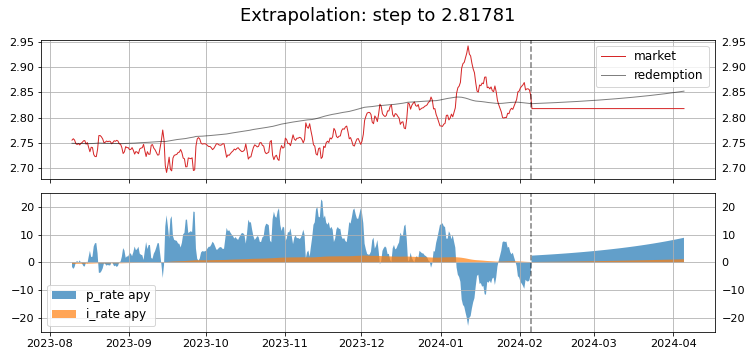 Extrapolation: step to 2.81781
2.95 2.95
market
2.90 2.90
redemption
2.85 2.85
2.80 2.80
2.75 2.75
2.70 2.70
20 20
10 10
0 0
p_rate apy
−10 −10
i_rate apy
−20 −20
2023-08 2023-09 2023-10 2023-11 2023-12 2024-01 2024-02 2024-03 2024-04